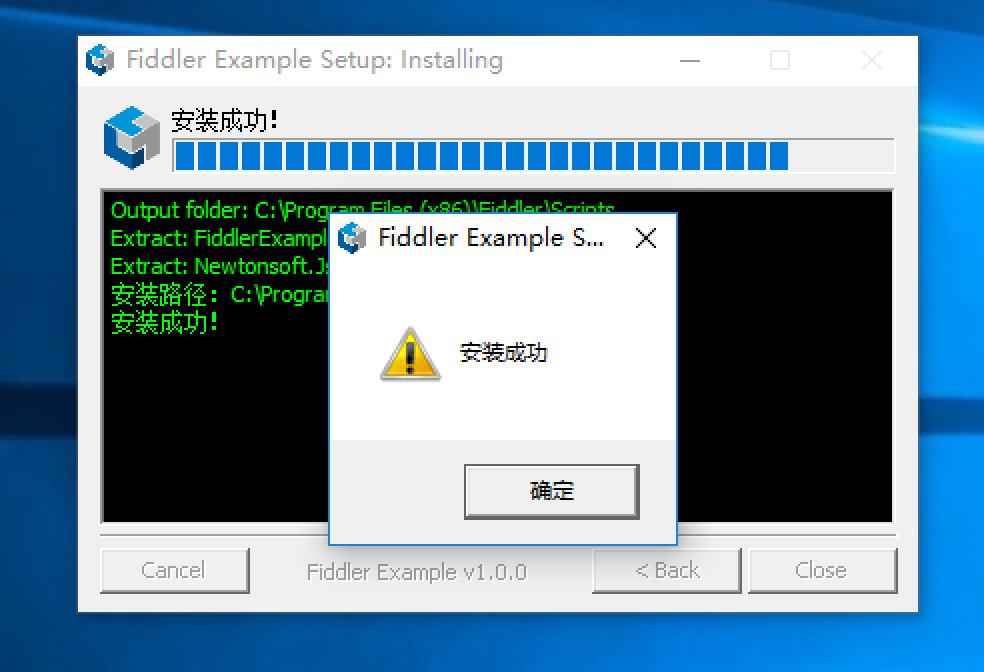 Fiddler Example Setup: Installing
安装成功!
Output folder: C:\Program Files (x86)\Fiddler\Scripts
Extract: FiddlerExampl
Extract: Newtonsoft.Js
安装路径: C:\Program
安装成功!
Fiddler Example S...
安装成功
确定
Cancel
Fiddler Example v1.0.0
< Back
Close